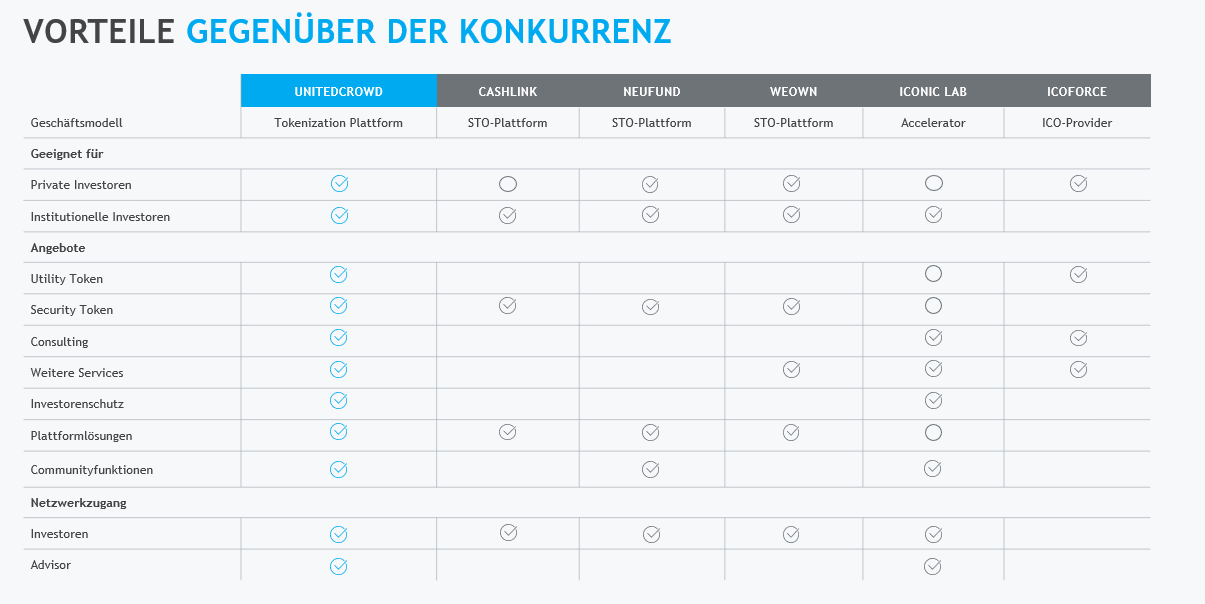 VORTEILE GEGENÜBER DER KONKURRENZ
UNITEDCROWD CASHLINK NEUFUND WEOWN ICONIC LAB ICOFORCE
Geschäftsmodell Tokenization Plattform STO-Plattform STO-Plattform STO-Plattform Accelerator ICO-Provider
Geeignet für
Private Investoren
Institutionelle Investoren
Angebote
Utility Token
Security Token
Consulting
Weitere Services
Investorenschutz
Plattformlösungen
Communityfunktionen
Netzwerkzugang
Investoren
Advisor